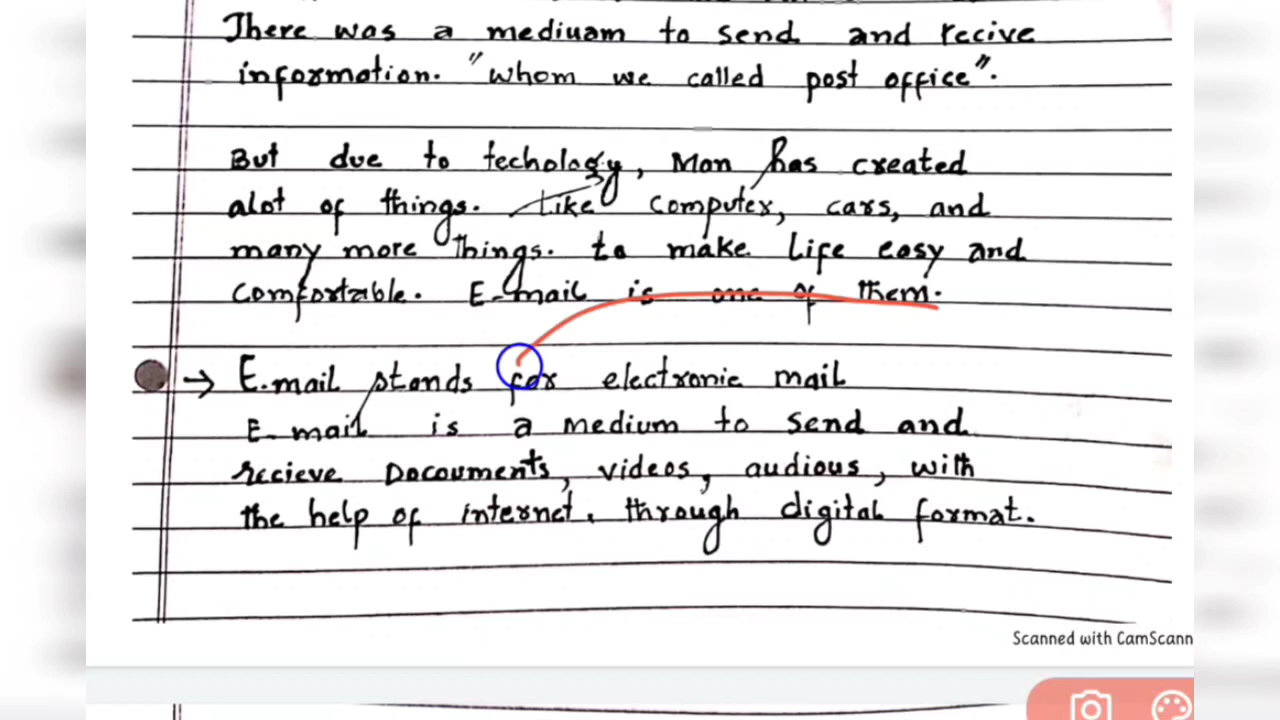 There was a mediuam to send and recive
information. "whom we called post office".
But due to techology, Man has created
alot of things. Like computer, cars, and
many more things. to make life easy and
comfortable. E-mail is one of them.
→ E.mail stands for electronic mail
E-mail is a medium to send and
recieve Docouments, videos, audious, with
the help of internet. through digital format.
Scanned with CamScann